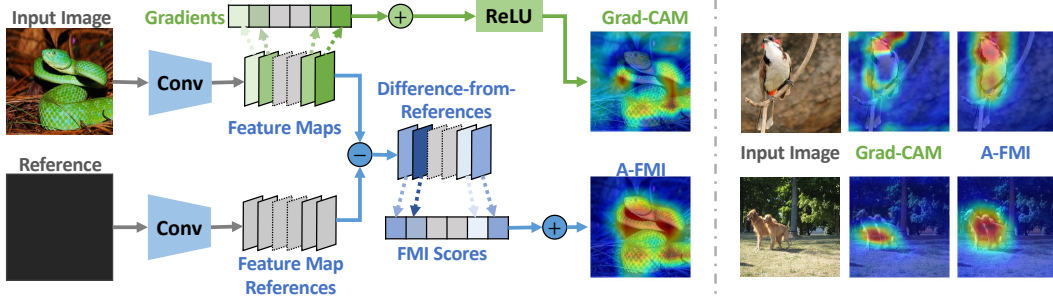 Input Image
Gradients
+
ReLU
Grad-CAM
Conv
Feature Maps
Difference-from-
References
Reference
−
A-FMI
Conv
+
Feature Map
References
FMI Scores
Input Image
Grad-CAM
A-FMI